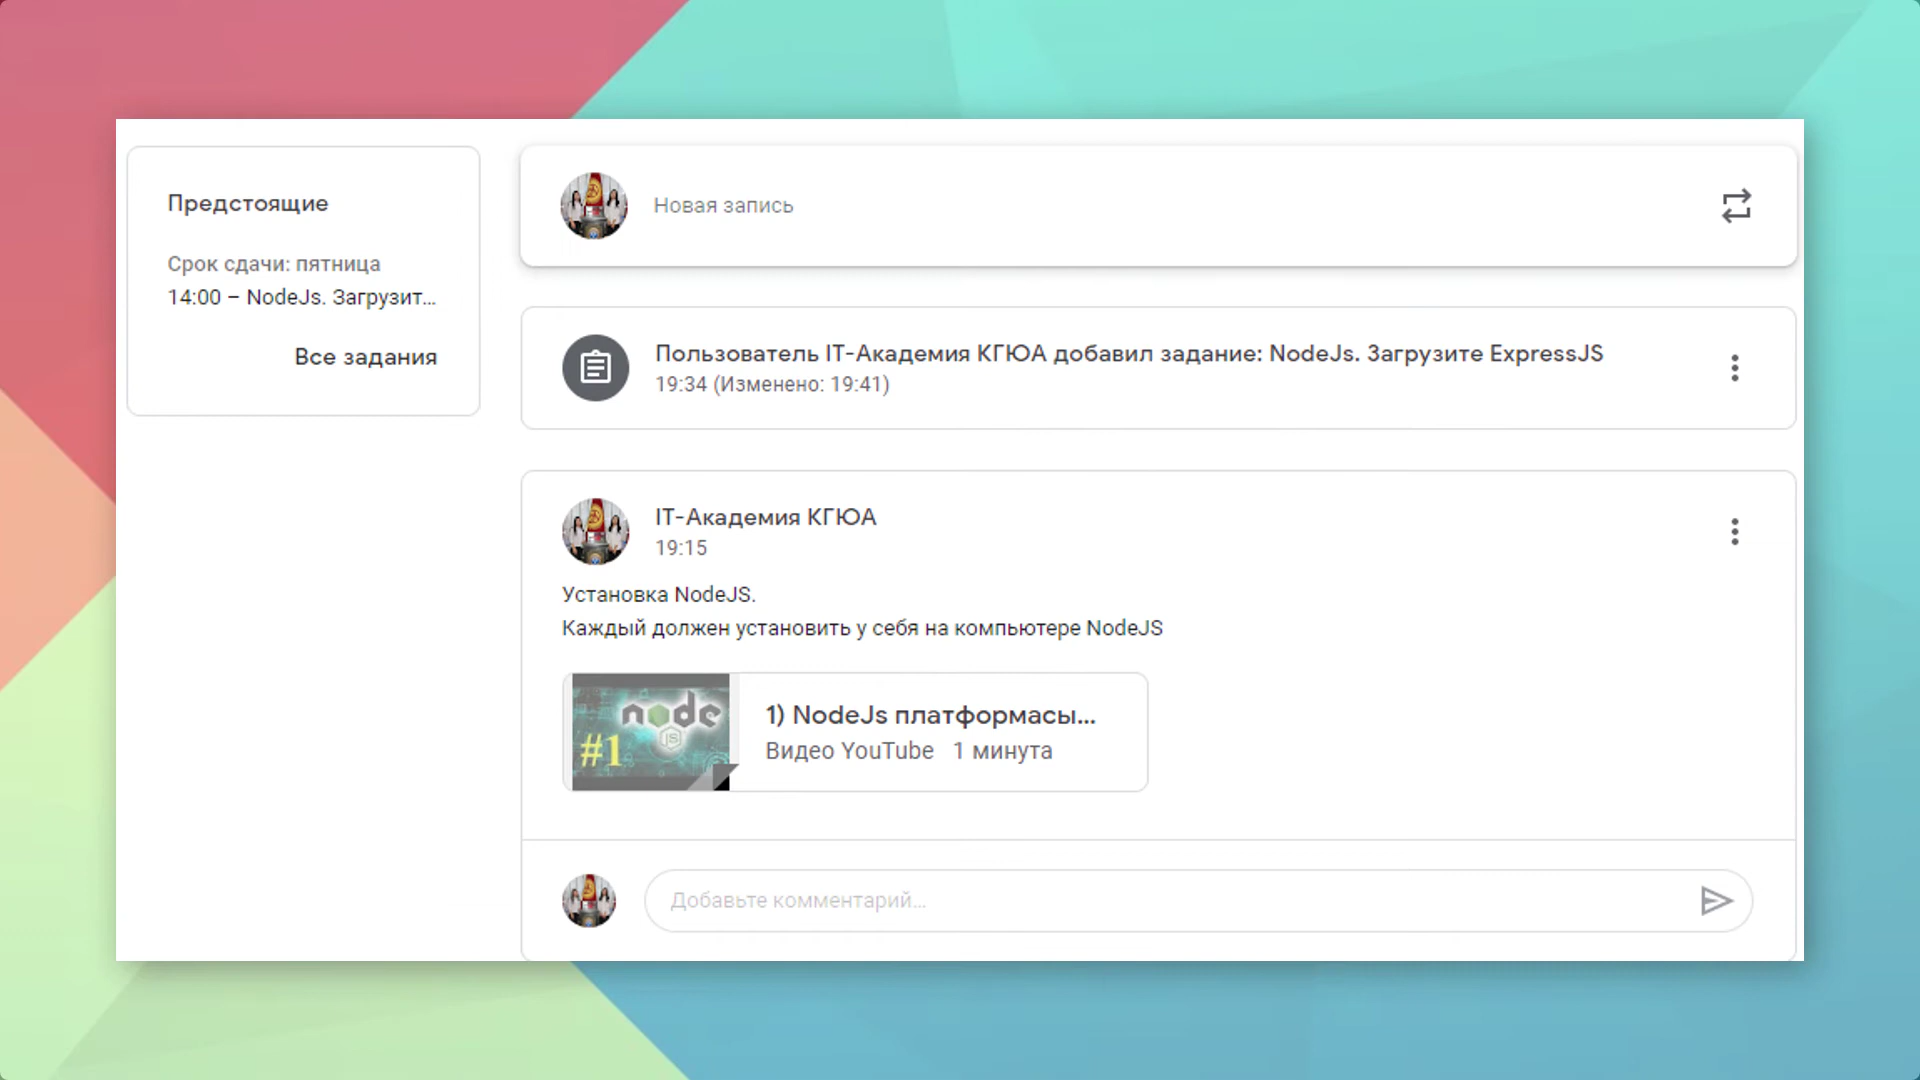 Предстоящие
Срок сдачи: пятница
14:00 – NodeJs. Загрузит...
Все задания
Новая запись
Пользователь IT-Академия КГЮА добавил задание: NodeJs. Загрузите ExpressJS
19:34 (Изменено: 19:41)
IT-Академия КГЮА
19:15
Установка NodeJS.
Каждый должен установить у себя на компьютере NodeJS
node
JS
#1
1) NodeJs платформасы...
Видео YouTube 1 минута
Добавьте комментарий...